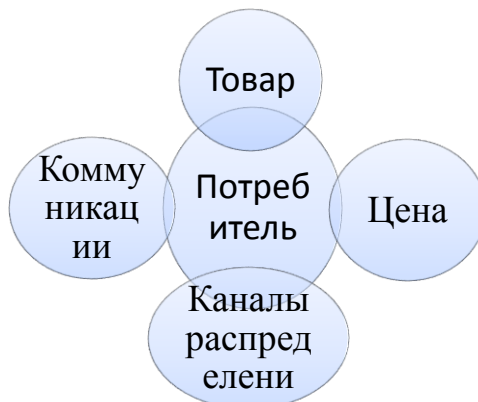 Товар
Комму
никац
ии
Потреб
итель
Цена
Каналы
распред
елени